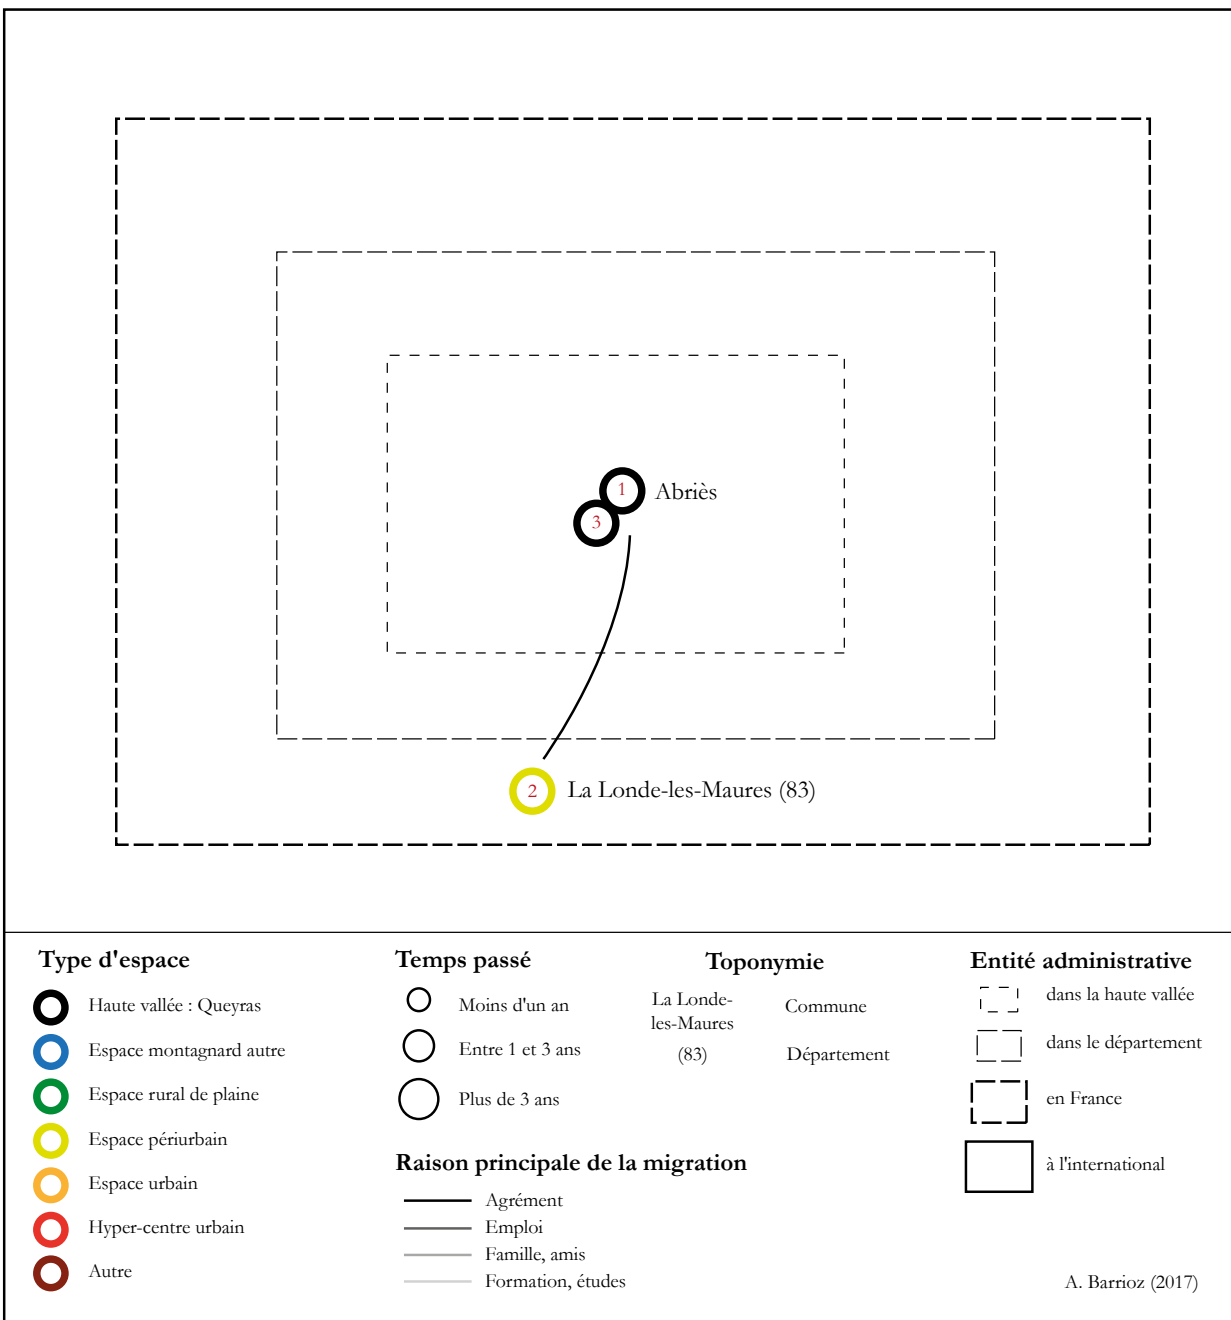 1
Abriès
3
2
La Londe-les-Maures (83)
Type d'espace
Haute vallée : Queyras
Espace montagnard autre
Espace rural de plaine
Espace périurbain
Espace urbain
Hyper-centre urbain
Autre
Temps passé
Moins d'un an
Entre 1 et 3 ans
Plus de 3 ans
Raison principale de la migration
Agrément
Emploi
Famille, amis
Formation, études
Toponymie
La Londe-
les-Maures
Commune
(83)
Département
Entité administrative
dans la haute vallée
dans le département
en France
à l'international
A. Barrioz (2017)